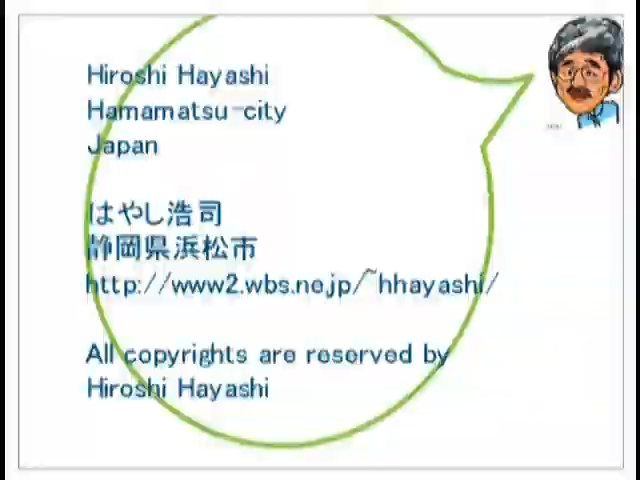 Hiroshi Hayashi
Hamamatsu-city
Japan
はやし浩司
静岡県浜松市
http://www2.wbs.ne.jp/~hhayashi/
All copyrights are reserved by
Hiroshi Hayashi